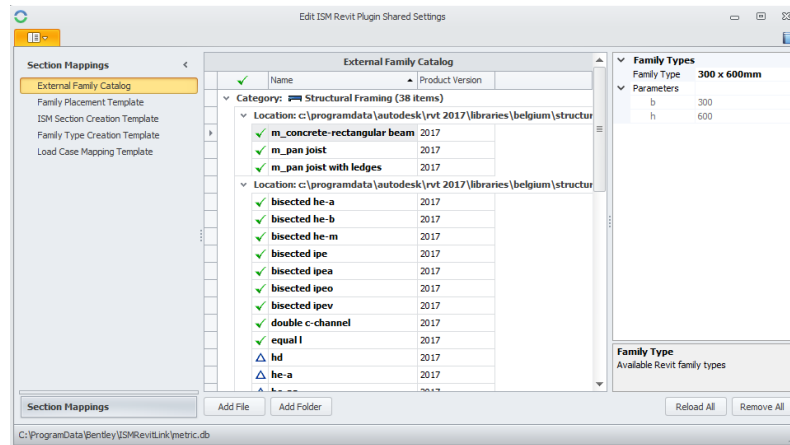 Edit ISM Revit Plugin Shared Settings
Section Mappings
External Family Catalog
Family Placement Template
ISM Section Creation Template
Family Type Creation Template
Load Case Mapping Template
Section Mappings
External Family Catalog
Name Product Version
Category: Structural Framing (38 items)
Location: c:\programdata\autodesk\rvt 2017\libraries\belgium\structur
m_concrete-rectangular beam 2017
m_pan joist 2017
m_pan joist with ledges 2017
Location: c:\programdata\autodesk\rvt 2017\libraries\belgium\structur
bisected he-a 2017
bisected he-b 2017
bisected he-m 2017
bisected ipe 2017
bisected ipea 2017
bisected ipeo 2017
bisected ipev 2017
double c-channel 2017
equal l 2017
hd 2017
he-a 2017
Add File Add Folder
Family Types
Family Type 300 x 600mm
Parameters
b 300
h 600
Family Type
Available Revit family types
Reload All Remove All
C:\ProgramData\Bentley\ISMRevitLink\metric.db